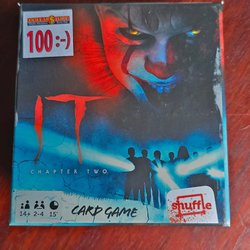 100:-)
IT
CHAPTER TWO
14+ 2-4 15'
CARD GAME
shuffle